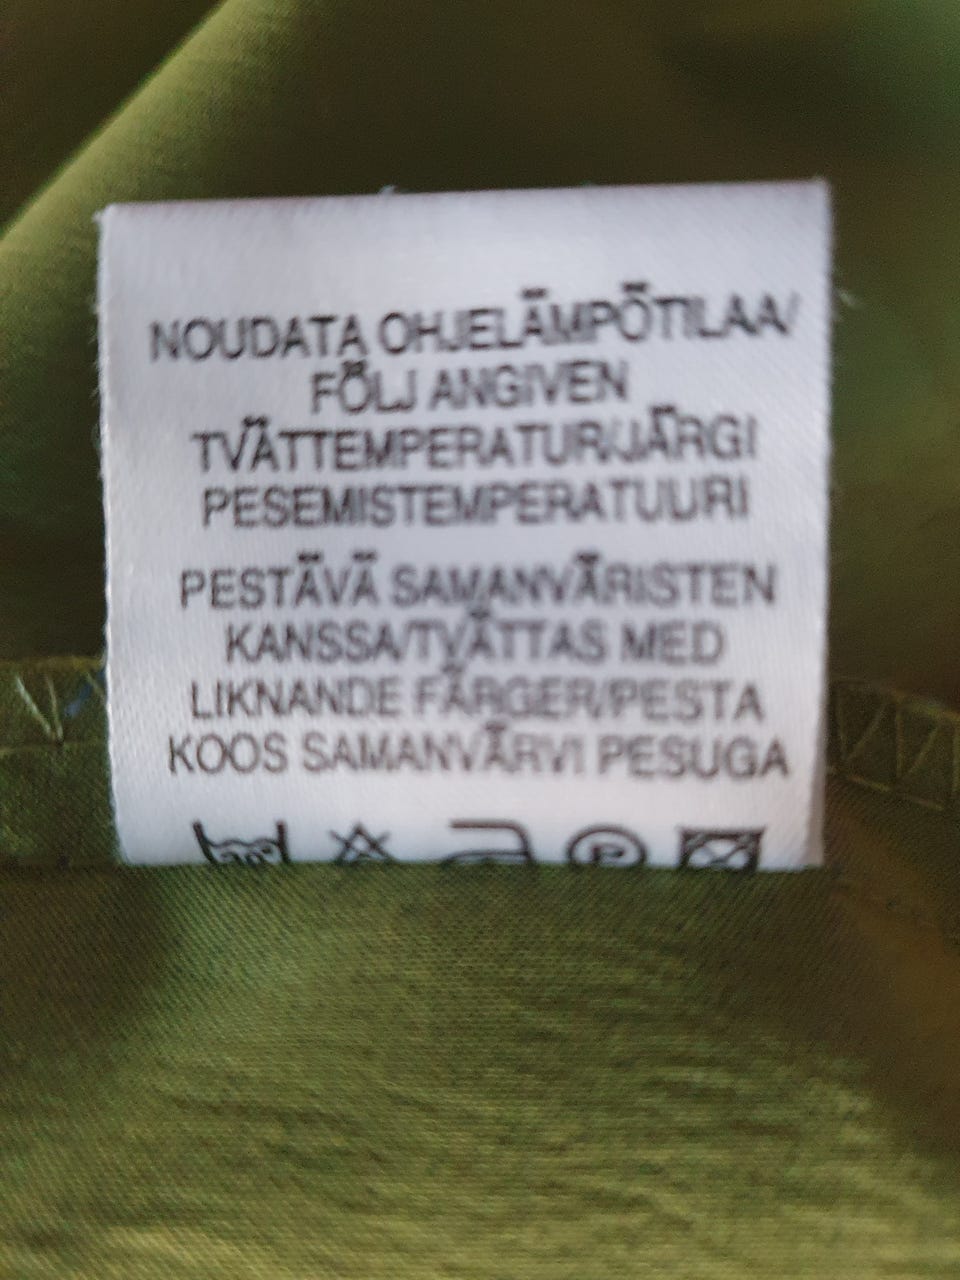 NOUDATA OHJELÄMPÖTILAA/
FÖLJ ANGIVEN
TVÄTTEMPERATUR/JÄRGI
PESEMISTEMPERATUURI
PESTÄVÄ SAMANVÄRISTEN
KANSSA/TVÄTTAS MED
LIKNANDE FÄRGER/PESTA
KOOS SAMANVÄRVI PESUGA